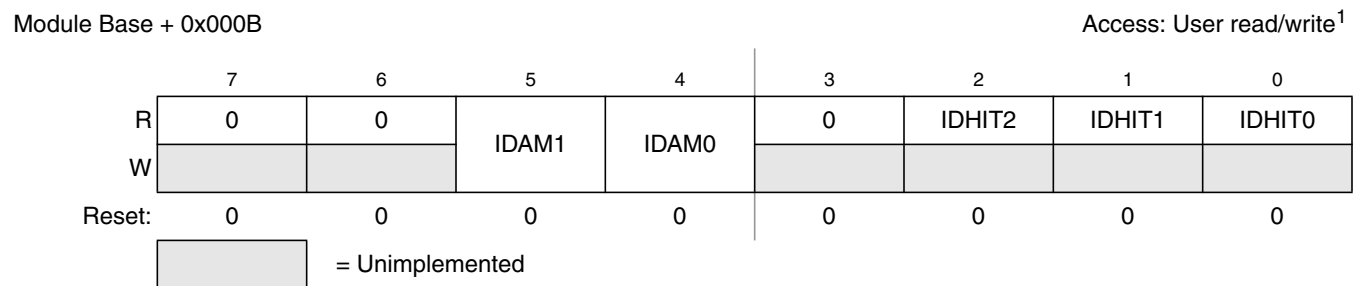 Module Base + 0x000B Access: User read/write1
7 6 5 4 3 2 1 0
R 0 0 IDAM1 IDAM0 0 IDHIT2 IDHIT1 IDHIT0
W
Reset: 0 0 0 0 0 0 0 0
= Unimplemented